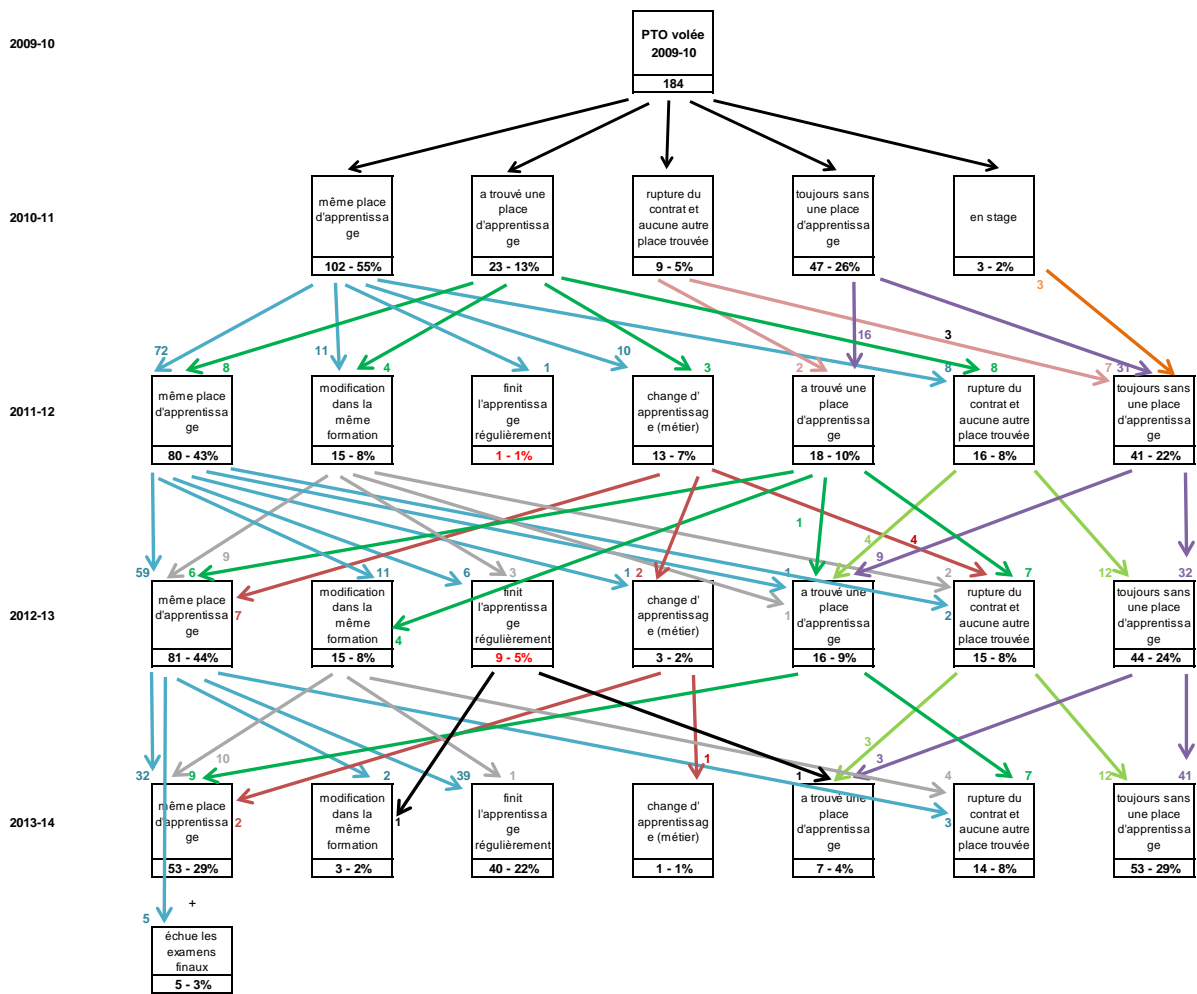 2009-10
PTO volée
2009-10
184
2010-11
même place
d'apprentissa
ge
102 - 55%
a trouvé une
place
d'apprentissa
ge
23 - 13%
rupture du
contrat et
aucune autre
place trouvée
9 - 5%
toujours sans
une place
d'apprentissa
ge
47 - 26%
en stage
3 - 2%
3
72
8
11
4
1
10
3
2
16
3
8
8
7
31
2011-12
même place
d'apprentissa
ge
80 - 43%
modification
dans la
même
formation
15 - 8%
finit
l'apprentissa
ge
régulièrement
1 - 1%
change d'
apprentissag
e (métier)
13 - 7%
a trouvé une
place
d'apprentissa
ge
18 - 10%
rupture du
contrat et
aucune autre
place trouvée
16 - 8%
toujours sans
une place
d'apprentissa
ge
41 - 22%
59
9
6
7
11
4
6
3
1
2
1
1
1
4
9
4
2
2
7
12
32
2012-13
même place
d'apprentissa
ge
81 - 44%
modification
dans la
même
formation
15 - 8%
finit
l'apprentissa
ge
régulièrement
9 - 5%
change d'
apprentissag
e (métier)
3 - 2%
a trouvé une
place
d'apprentissa
ge
16 - 9%
rupture du
contrat et
aucune autre
place trouvée
15 - 8%
toujours sans
une place
d'apprentissa
ge
44 - 24%
32
10
9
2
2
1
39
1
1
1
3
3
4
3
7
12
41
2013-14
même place
d'apprentissa
ge
53 - 29%
modification
dans la
même
formation
3 - 2%
finit
l'apprentissa
ge
régulièrement
40 - 22%
change d'
apprentissag
e (métier)
1 - 1%
a trouvé une
place
d'apprentissa
ge
7 - 4%
rupture du
contrat et
aucune autre
place trouvée
14 - 8%
toujours sans
une place
d'apprentissa
ge
53 - 29%
+
5
échue les
examens
finaux
5 - 3%